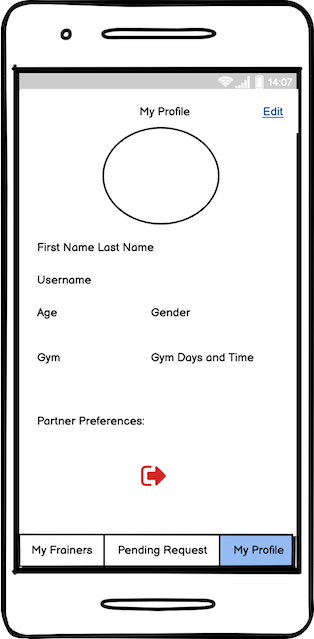 14:07
My Profile Edit
First Name Last Name
Username
Age Gender
Gym Gym Days and Time
Partner Preferences:
My Frainers Pending Request My Profile